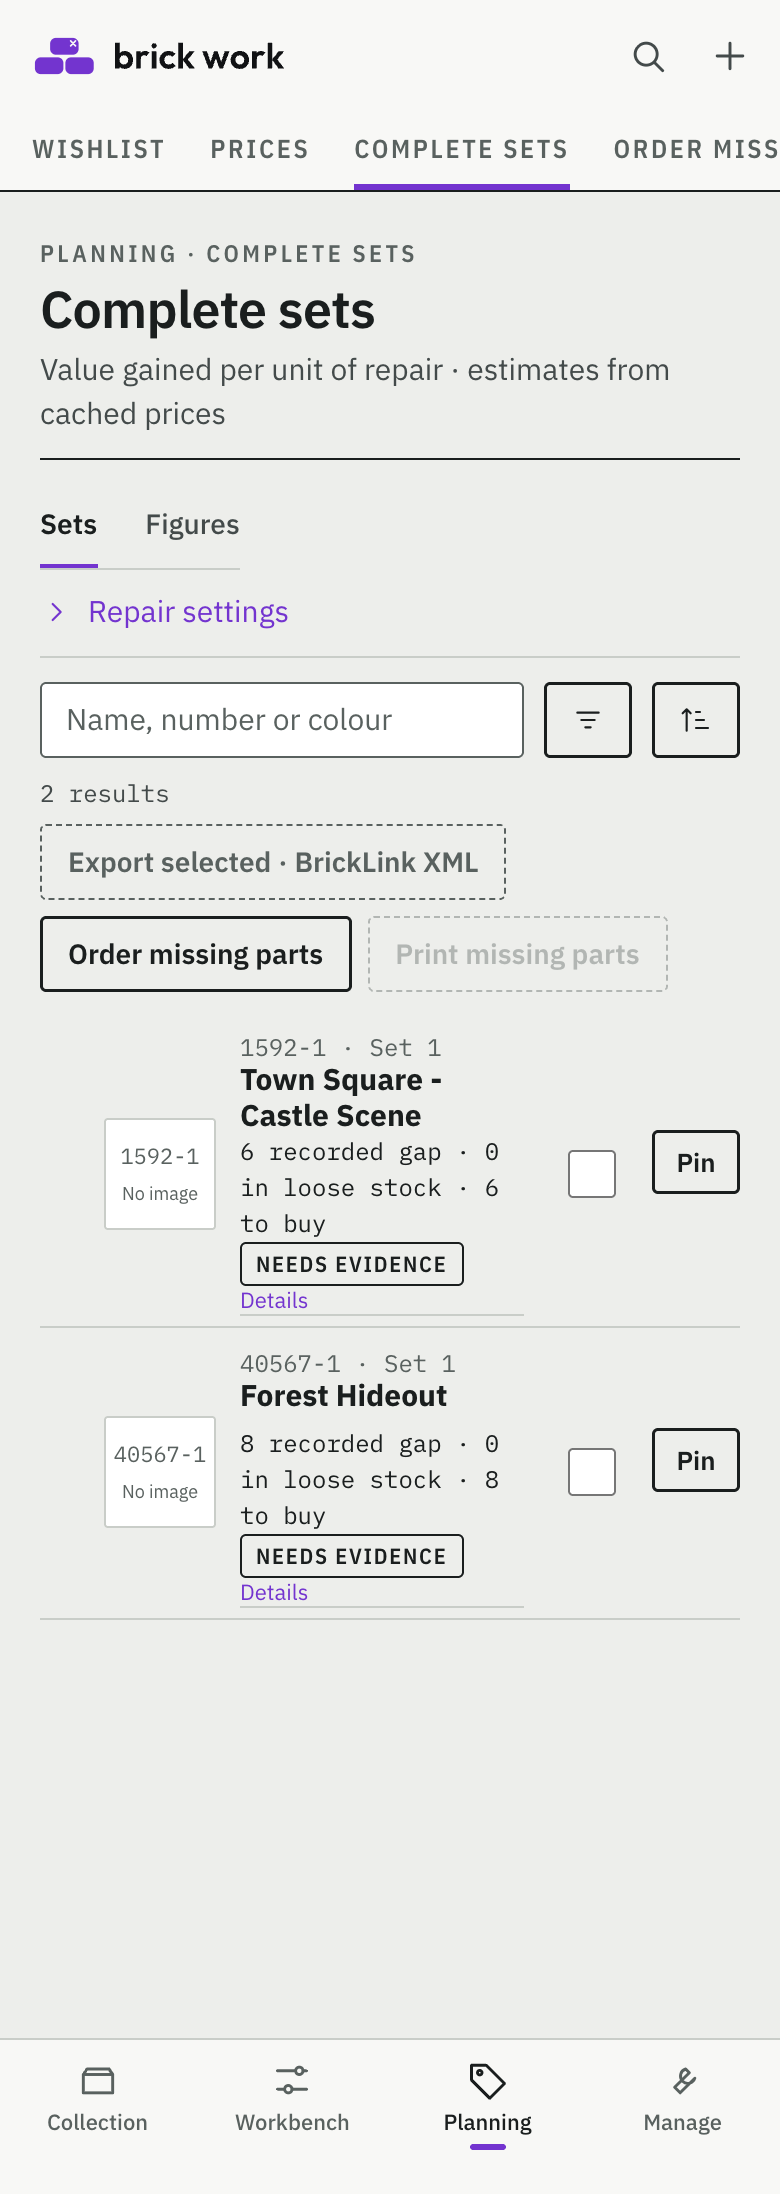 brick work
WISHLIST PRICES COMPLETE SETS ORDER MISS
PLANNING · COMPLETE SETS
Complete sets
Value gained per unit of repair · estimates from
cached prices
Sets Figures
Repair settings
Name, number or colour
2 results
Export selected · BrickLink XML
Order missing parts Print missing parts
1592-1 · Set 1
Town Square -
Castle Scene
1592-1
No image
6 recorded gap · 0
in loose stock · 6
to buy
Pin
NEEDS EVIDENCE
Details
40567-1 · Set 1
Forest Hideout
40567-1
No image
8 recorded gap · 0
in loose stock · 8
to buy
Pin
NEEDS EVIDENCE
Details
Collection Workbench Planning Manage